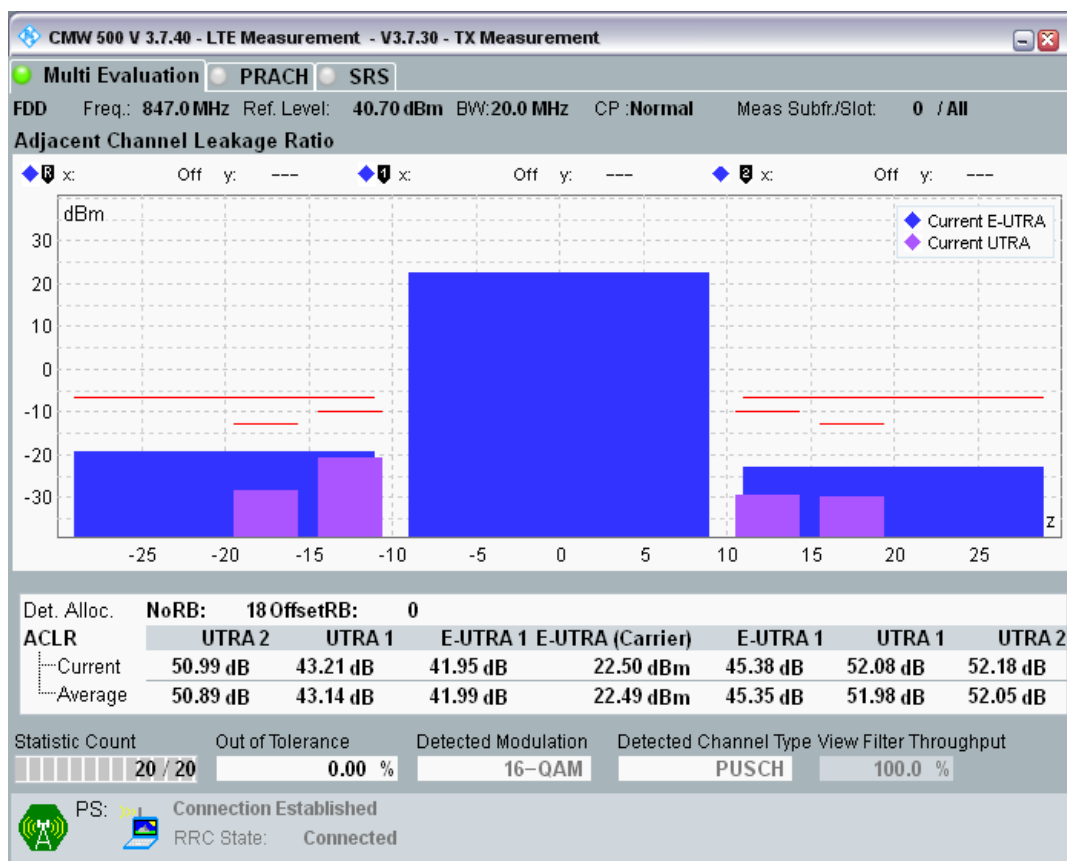 CMW 500 V 3.7.40 - LTE Measurement - V3.7.30 - TX Measurement
Multi Evaluation PRACH SRS
FDD Freq.: 847.0 MHz Ref. Level: 40.70 dBm BW:20.0 MHz CP :Normal Meas Subfr./Slot: 0 / All
Adjacent Channel Leakage Ratio
R x: Off y: --- 1 x: Off y: --- 2 x: Off y: ---
dBm
Current E-UTRA
Current UTRA
30
20
10
0
-10
-20
-30
z
-25 -20 -15 -10 -5 0 5 10 15 20 25
Det. Alloc. NoRB: 18 OffsetRB: 0
ACLR UTRA 2 UTRA 1 E-UTRA 1 E-UTRA (Carrier) E-UTRA 1 UTRA 1 UTRA 2
Current 50.99 dB 43.21 dB 41.95 dB 22.50 dBm 45.38 dB 52.08 dB 52.18 dB
Average 50.89 dB 43.14 dB 41.99 dB 22.49 dBm 45.35 dB 51.98 dB 52.05 dB
Statistic Count Out of Tolerance Detected Modulation Detected Channel Type View Filter Throughput
20 / 20 0.00 % 16-QAM PUSCH 100.0 %
PS: Connection Established
RRC State: Connected